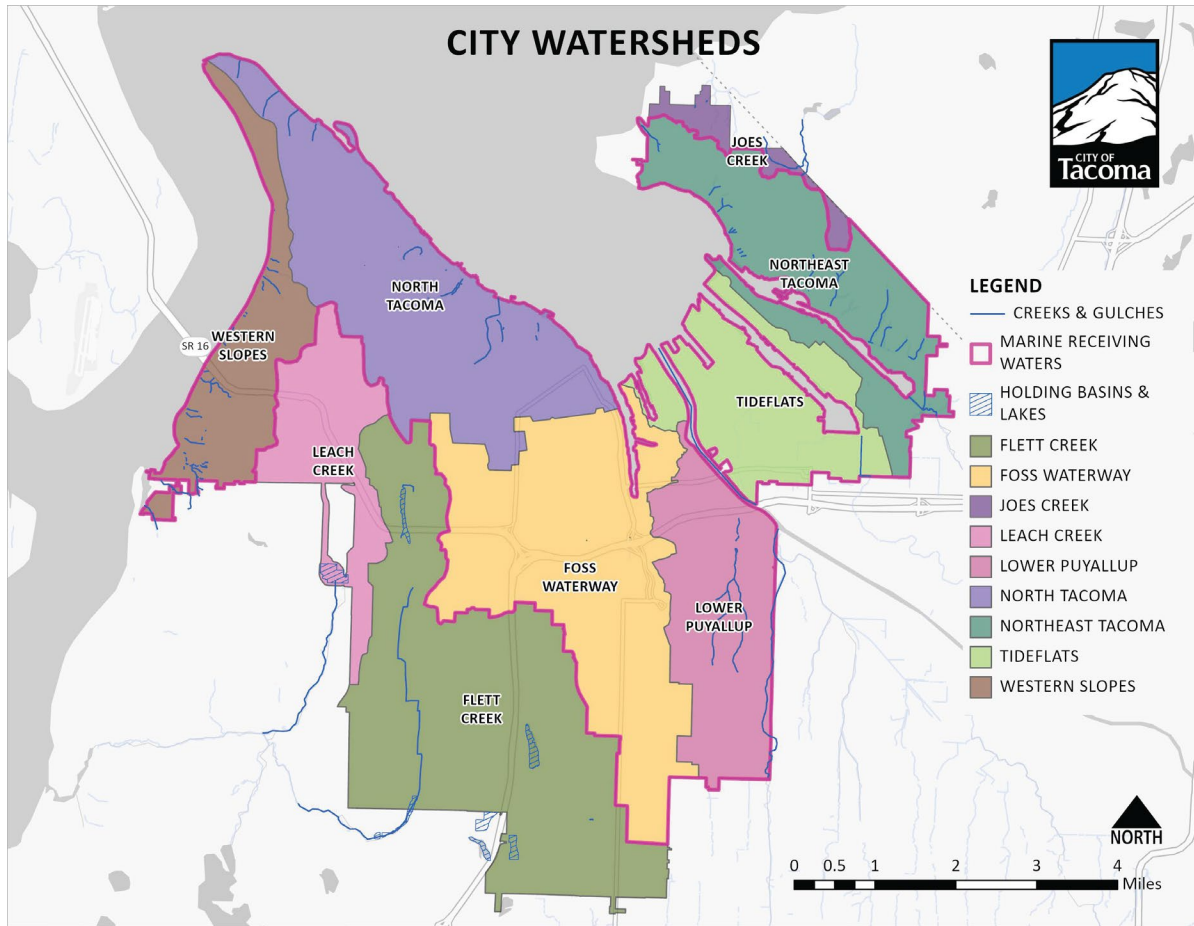 CITY WATERSHEDS
CITY OF
Tacoma
JOES
CREEK
NORTHEAST
TACOMA
NORTH
TACOMA
WESTERN
SLOPES
SR 16
TIDEFLATS
LEACH
CREEK
FOSS
WATERWAY
LOWER
PUYALLUP
FLETT
CREEK
LEGEND
CREEKS & GULCHES
MARINE RECEIVING
WATERS
HOLDING BASINS &
LAKES
FLETT CREEK
FOSS WATERWAY
JOES CREEK
LEACH CREEK
LOWER PUYALLUP
NORTH TACOMA
NORTHEAST TACOMA
TIDEFLATS
WESTERN SLOPES
NORTH
0 0.5 1 2 3 4
Miles